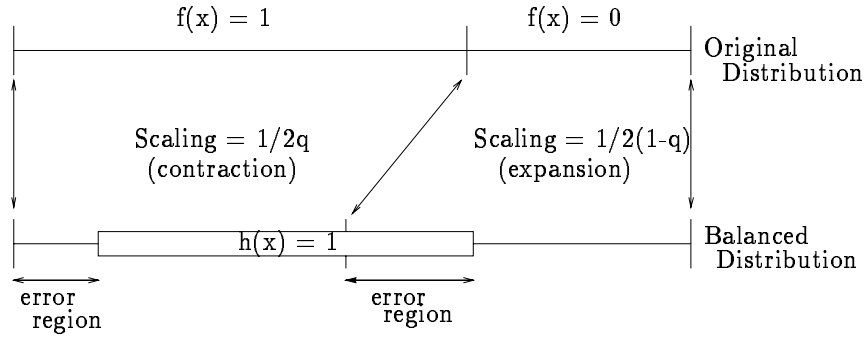 f(x) = 1
f(x) = 0
Original
Distribution
Scaling = 1/2q
(contraction)
Scaling = 1/2(1-q)
(expansion)
h(x) = 1
Balanced
Distribution
error
region
error
region